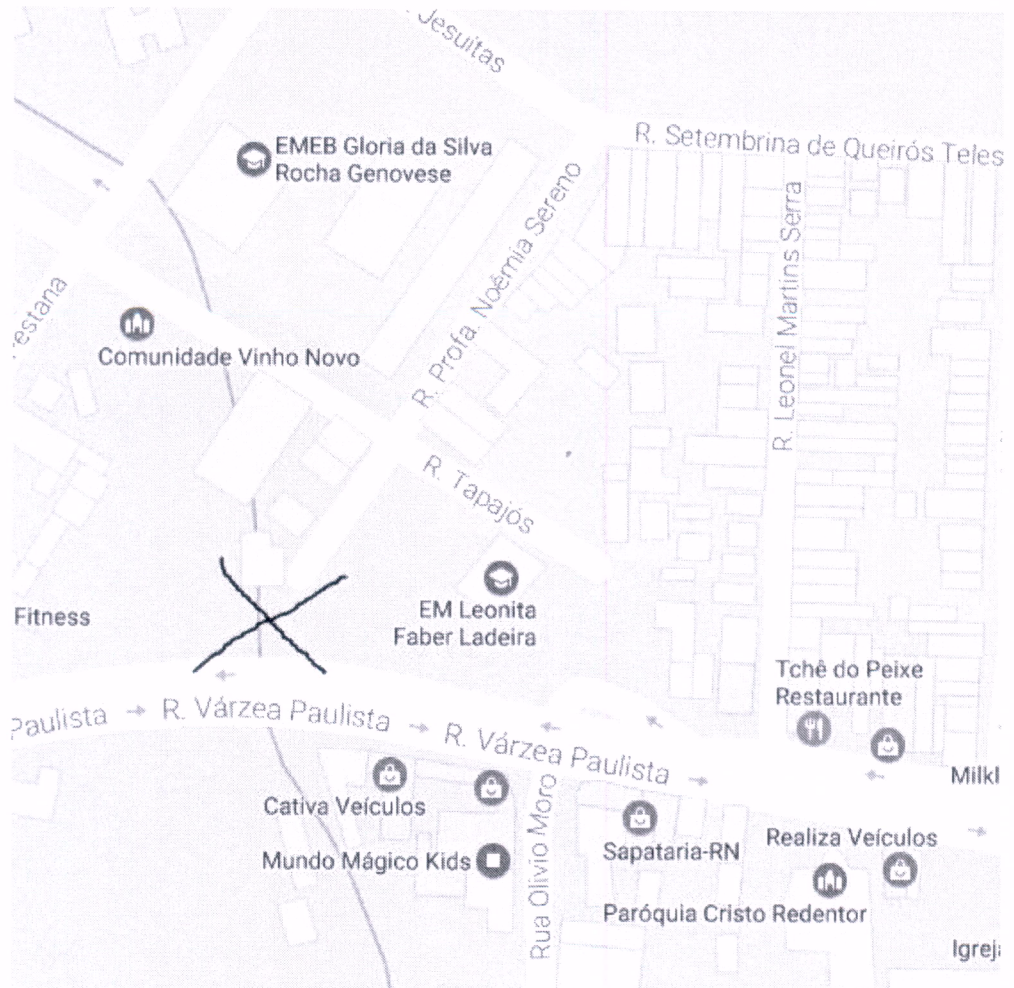 Jesuítas
R. Setembrina de Queirós Teles
EMEB Gloria da Silva
Rocha Genovese
R. Profa. Noêmia Sereno
R. Leonel Martins Serra
estana
Comunidade Vinho Novo
R. Tapajós
EM Leonita
Faber Ladeira
Fitness
Tchê do Peixe
Restaurante
Paulista
R. Várzea Paulista
R. Várzea Paulista
Milkl
Cativa Veículos
Rua Olívio Moro
Mundo Mágico Kids
Sapataria-RN
Realiza Veículos
Paróquia Cristo Redentor
Igreja